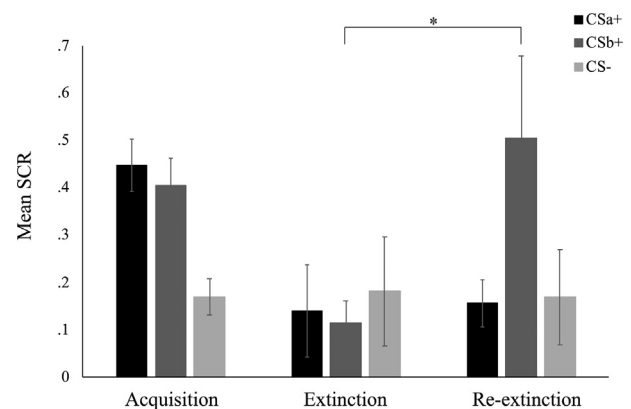 CSa+
CSb+
CS-
*
.7
.6
.5
.4
.3
.2
.1
0
Mean SCR
Acquisition
Extinction
Re-extinction